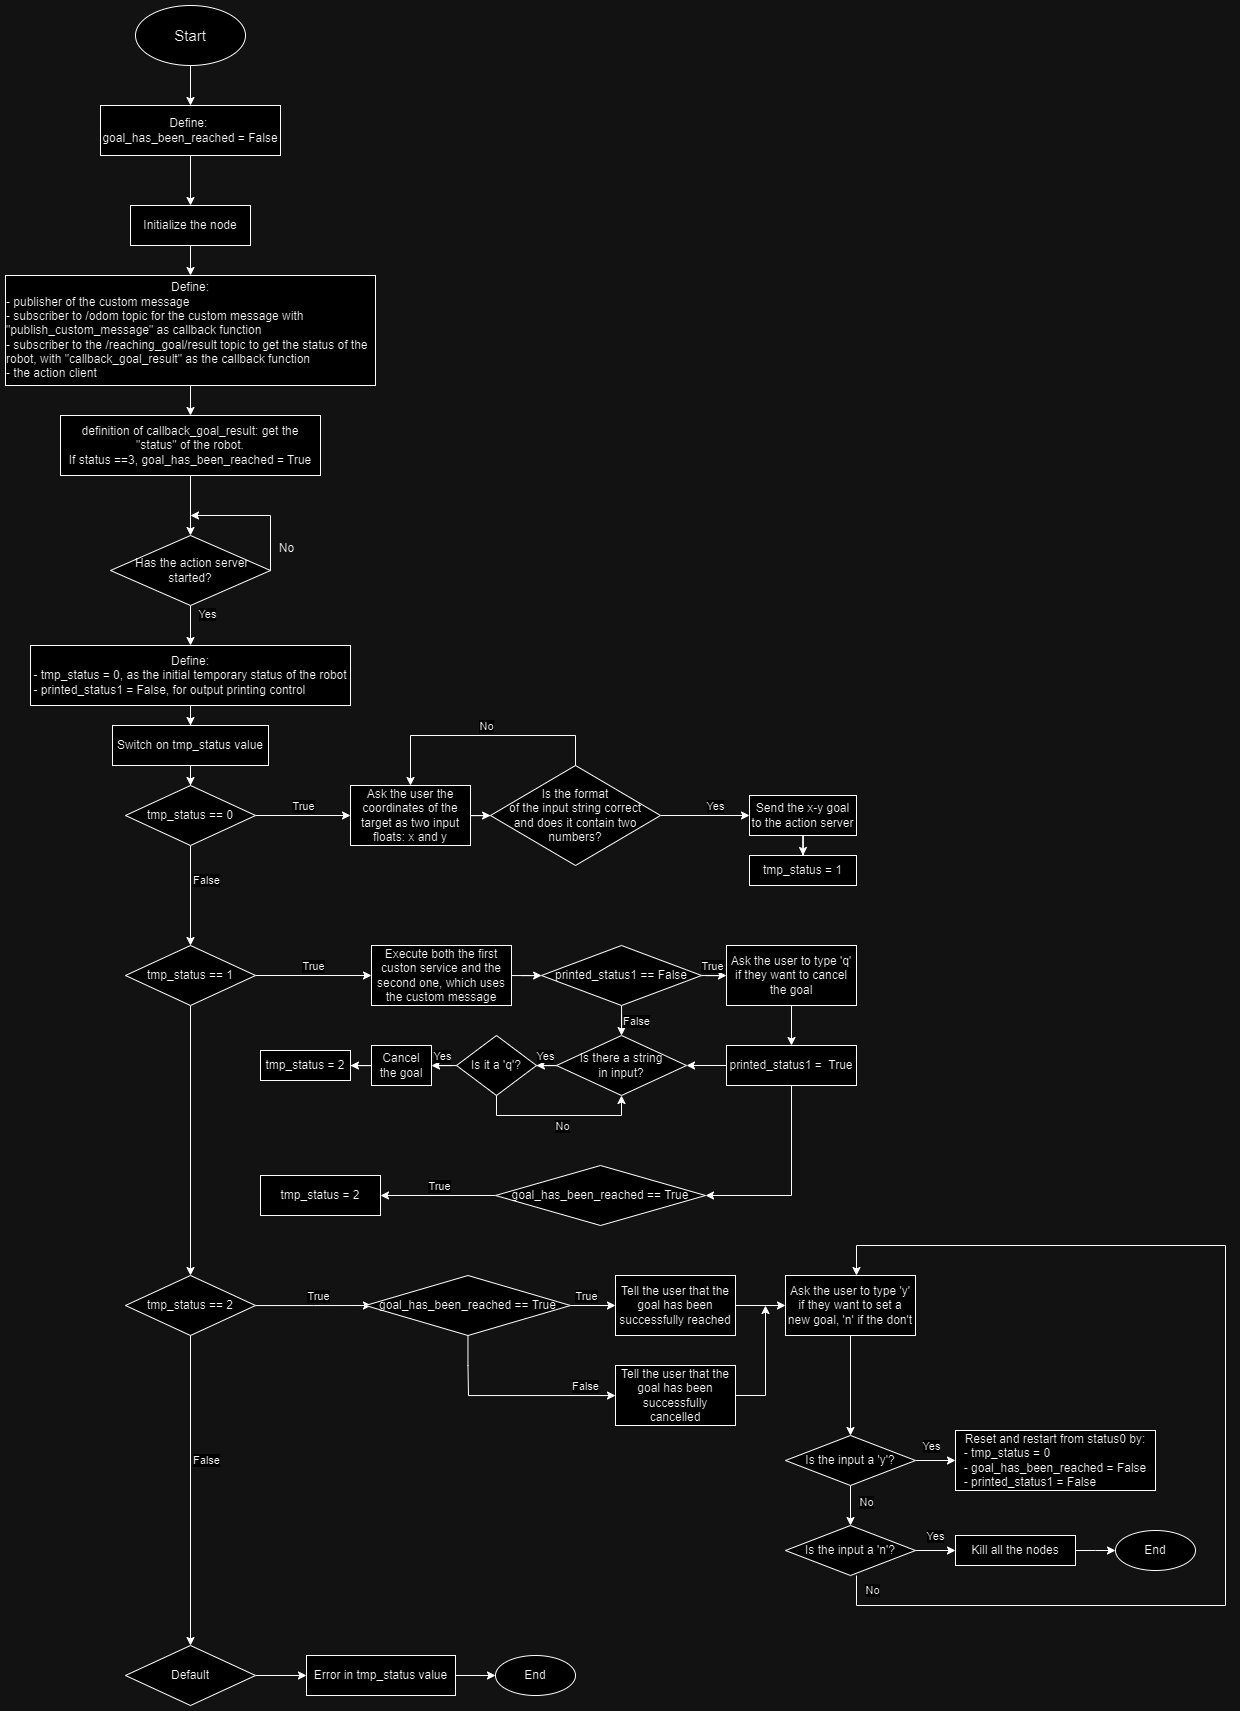 Start
Define:
goal_has_been_reached = False
Initialize the node
Define:
- publisher of the custom message
- subscriber to /odom topic for the custom message with
"publish_custom_message" as callback function
- subscriber to the /reaching_goal/result topic to get the status of the
robot, with "callback_goal_result" as the callback function
- the action client
definition of callback_goal_result: get the
"status" of the robot.
If status ==3, goal_has_been_reached = True
No
Has the action server
started?
Yes
Define:
- tmp_status = 0, as the initial temporary status of the robot
- printed_status1 = False, for output printing control
Switch on tmp_status value
No
tmp_status == 0
True
Ask the user the
coordinates of the
target as two input
floats: x and y
Is the format
of the input string correct
and does it contain two
numbers?
Yes
Send the x-y goal
to the action server
tmp_status = 1
False
tmp_status == 1
True
Execute both the first
custon service and the
second one, which uses
the custom message
printed_status1 == False
True
Ask the user to type 'q'
if they want to cancel
the goal
False
tmp_status = 2
Cancel
the goal
Yes
Is it a 'q'?
Yes
Is there a string
in input?
printed_status1 =  True
No
tmp_status = 2
True
goal_has_been_reached == True
tmp_status == 2
True
goal_has_been_reached == True
True
Tell the user that the
goal has been
successfully reached
Ask the user to type 'y'
if they want to set a
new goal, 'n' if the don't
False
Tell the user that the
goal has been
successfully
cancelled
False
Is the input a 'y'?
Yes
Reset and restart from status0 by:
- tmp_status = 0
- goal_has_been_reached = False
- printed_status1 = False
No
Is the input a 'n'?
Yes
Kill all the nodes
End
No
Default
Error in tmp_status value
End